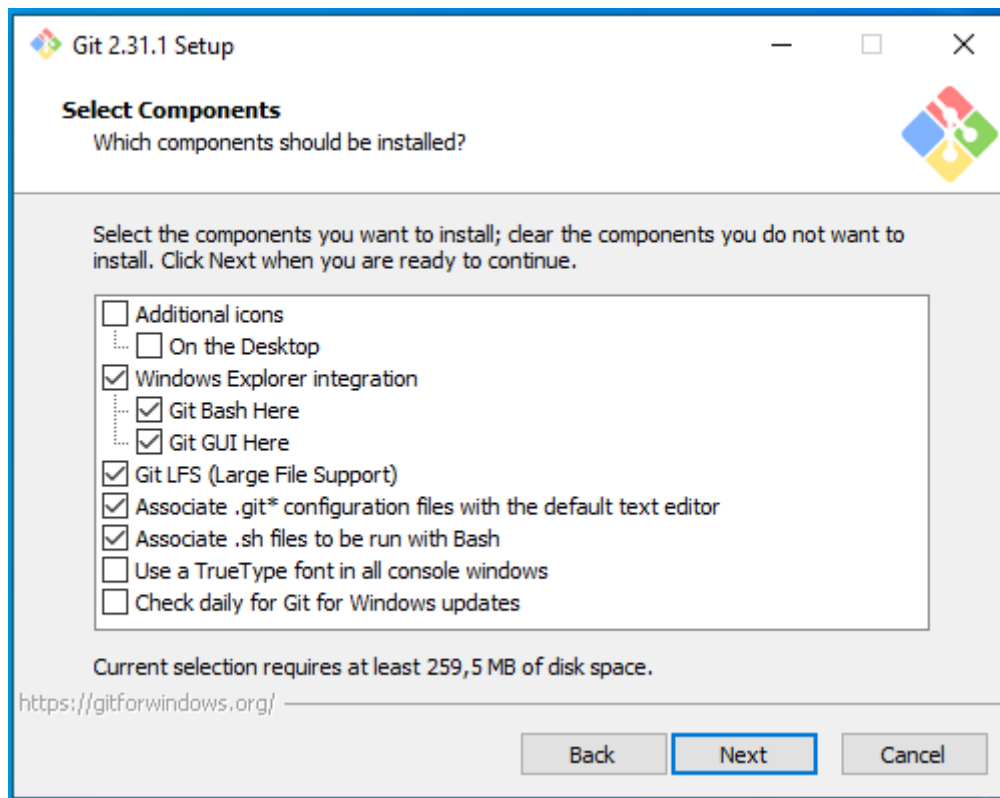 Git 2.31.1 Setup
Select Components
Which components should be installed?
Select the components you want to install; clear the components you do not want to
install. Click Next when you are ready to continue.
Additional icons
On the Desktop
Windows Explorer integration
Git Bash Here
Git GUI Here
Git LFS (Large File Support)
Associate .git* configuration files with the default text editor
Associate .sh files to be run with Bash
Use a TrueType font in all console windows
Check daily for Git for Windows updates
Current selection requires at least 259,5 MB of disk space.
https://gitforwindows.org/
Back Next Cancel